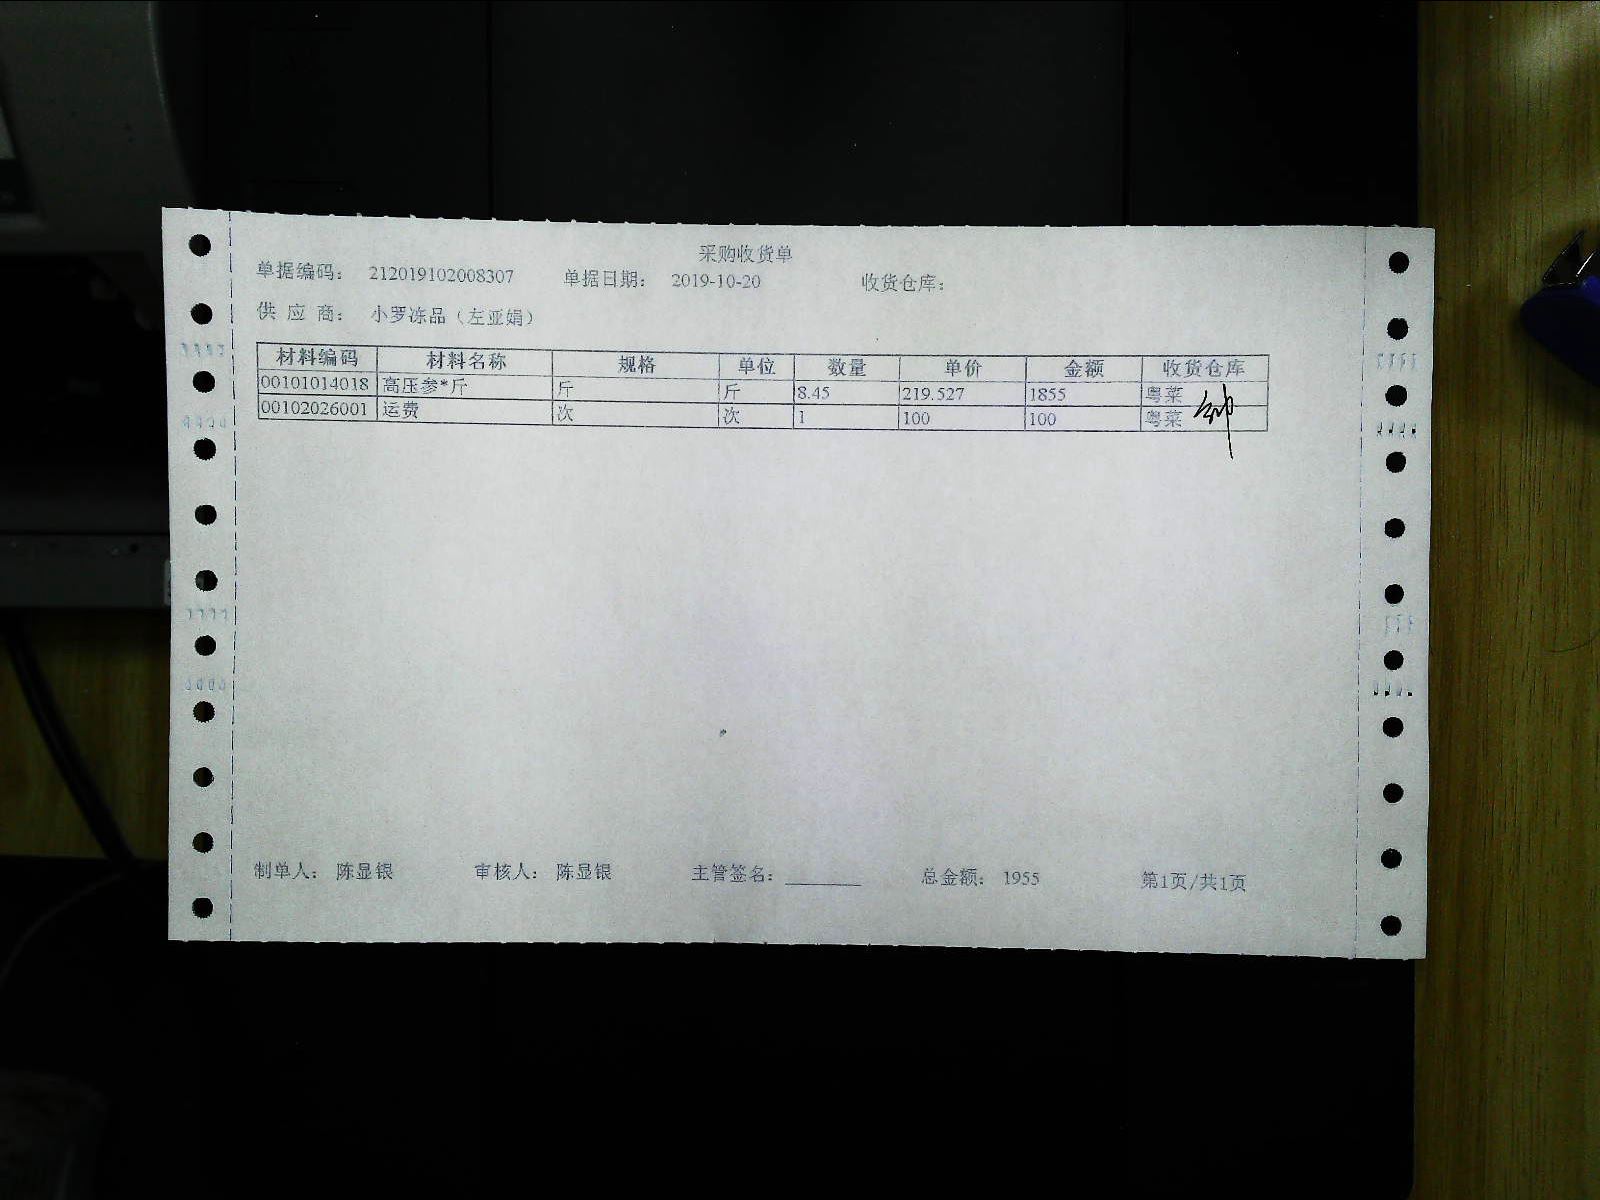 采购收货单
单据编码： 212019102008307 单据日期： 2019-10-20 收货仓库：
供 应 商： 小罗冻品（左亚娟）
材料编码 材料名称 规格 单位 数量 单价 金额 收货仓库
00101014018 高压参*斤 斤 斤 8.45 219.527 1855 粤菜
00102026001 运费 次 次 1 100 100 粤菜
制单人： 陈显银 审核人： 陈显银 主管签名：________ 总金额： 1955 第1页/共1页